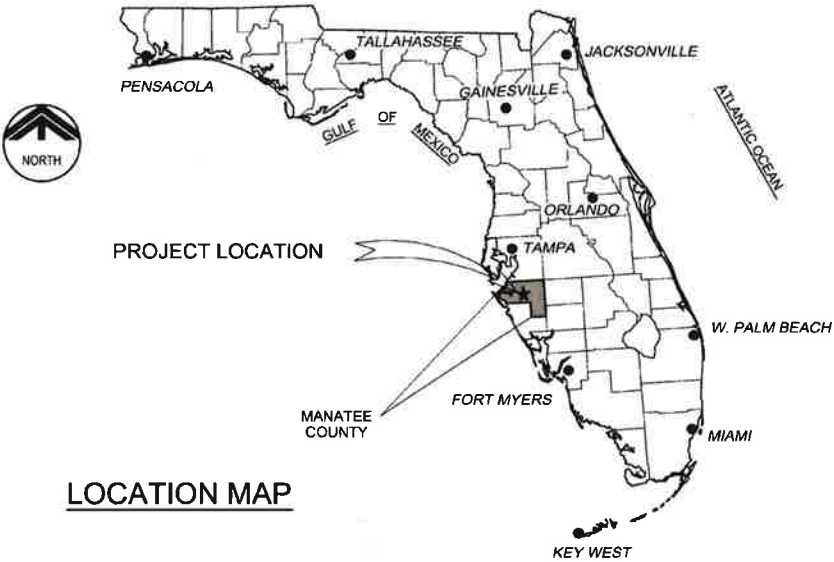 TALLAHASSEE
JACKSONVILLE
PENSACOLA
GAINESVILLE
GULF OF MEXICO
ATLANTIC OCEAN
NORTH
ORLANDO
PROJECT LOCATION
TAMPA
W. PALM BEACH
FORT MYERS
MANATEE
COUNTY
MIAMI
LOCATION MAP
KEY WEST